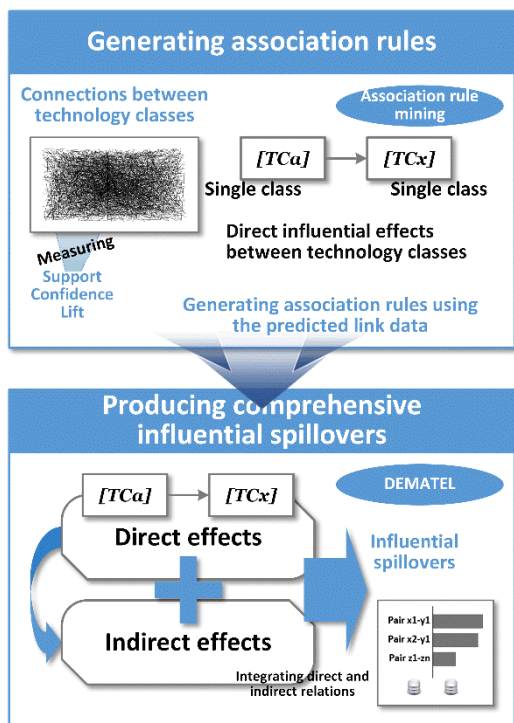 Generating association rules
Connections between
technology classes
Association rule
mining
[TCa]
[TCx]
Single class
Single class
Direct influential effects
between technology classes
Measuring
Support
Confidence
Lift
Generating association rules using
the predicted link data
Producing comprehensive
influential spillovers
[TCa]
[TCx]
DEMATEL
Direct effects
Influential
spillovers
Indirect effects
Pair x1-y1
Pair x2-y1
Pair z1-zn
Integrating direct and
indirect relations